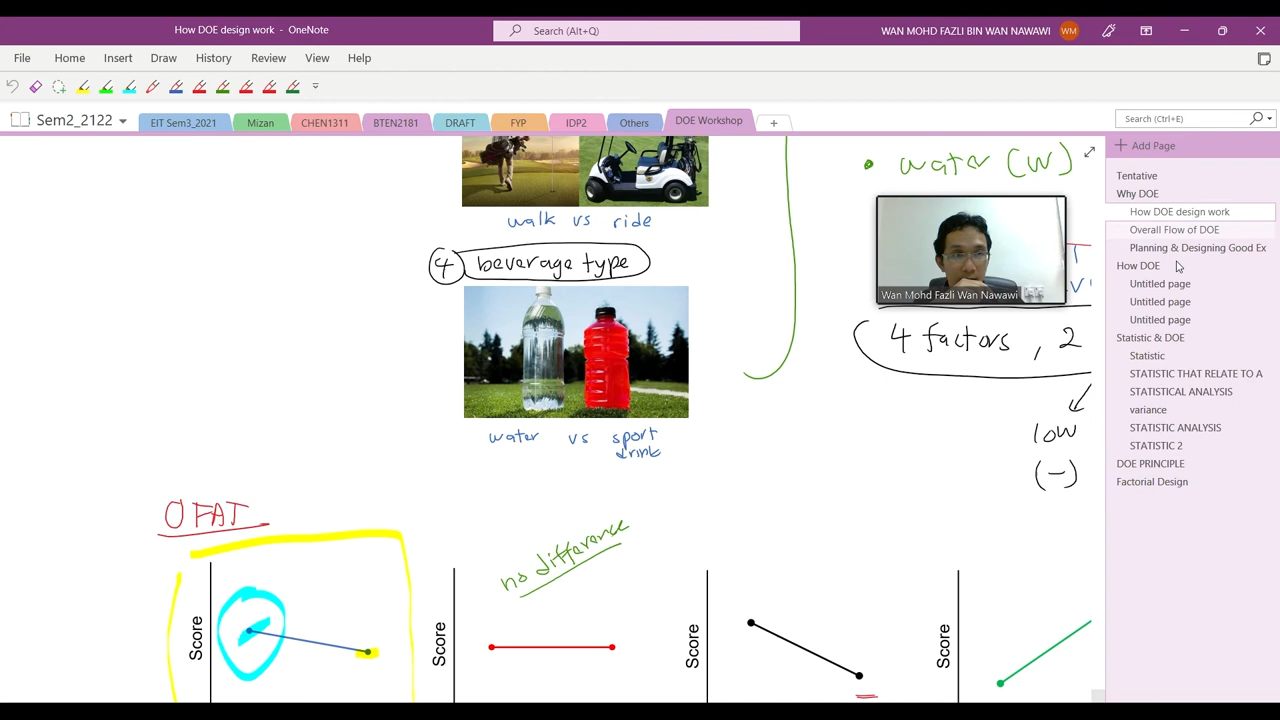 How DOE design work - OneNote
Search (Alt+Q)
WAN MOHD FAZLI BIN WAN NAWAWI
WM
File Home Insert Draw History Review View Help
Sem2_2122
EIT Sem3_2021
Mizan
CHEN1311
BTEN2181
DRAFT
FYP
IDP2
Others
DOE Workshop
Search (Ctrl+E)
Add Page
Tentative
Why DOE
How DOE design work
Overall Flow of DOE
Planning & Designing Good Ex
How DOE
Untitled page
Untitled page
Untitled page
Statistic & DOE
Statistic
STATISTIC THAT RELATE TO A
STATISTICAL ANALYSIS
variance
STATISTIC ANALYSIS
STATISTIC 2
DOE PRINCIPLE
Factorial Design
walk vs ride
4 beverage type
water vs sport drink
• water (W)
Wan Mohd Fazli Wan Nawawi
4 factors, 2
low
(-)
OFAT
no difference
Score
Score
Score
Score